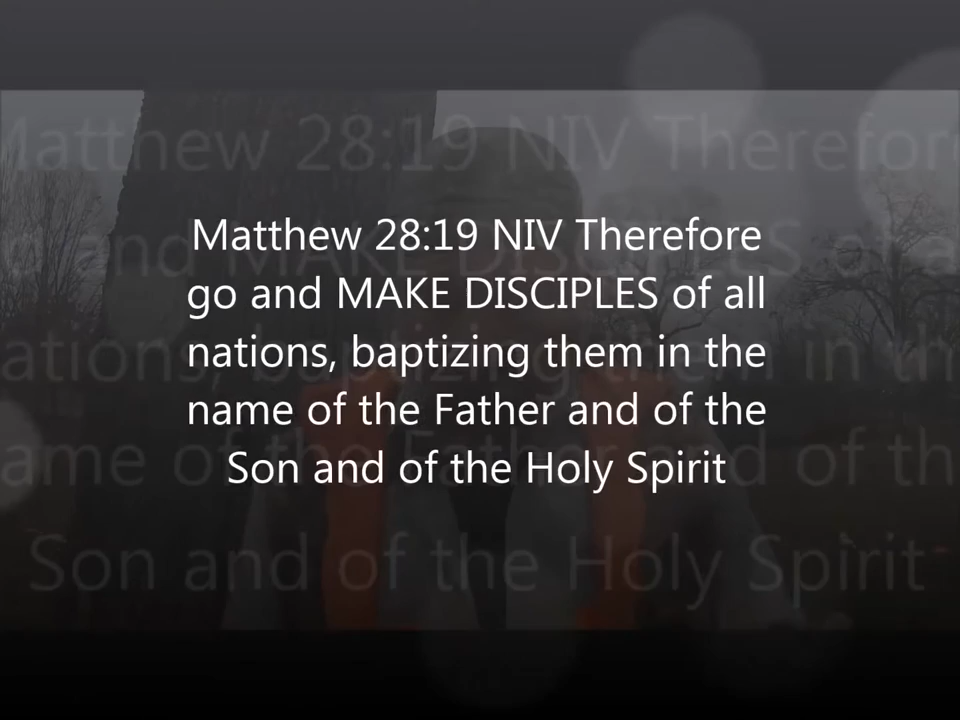 Matthew 28:19 NIV Therefore
go and MAKE DISCIPLES of all
nations, baptizing them in the
name of the Father and of the
Son and of the Holy Spirit